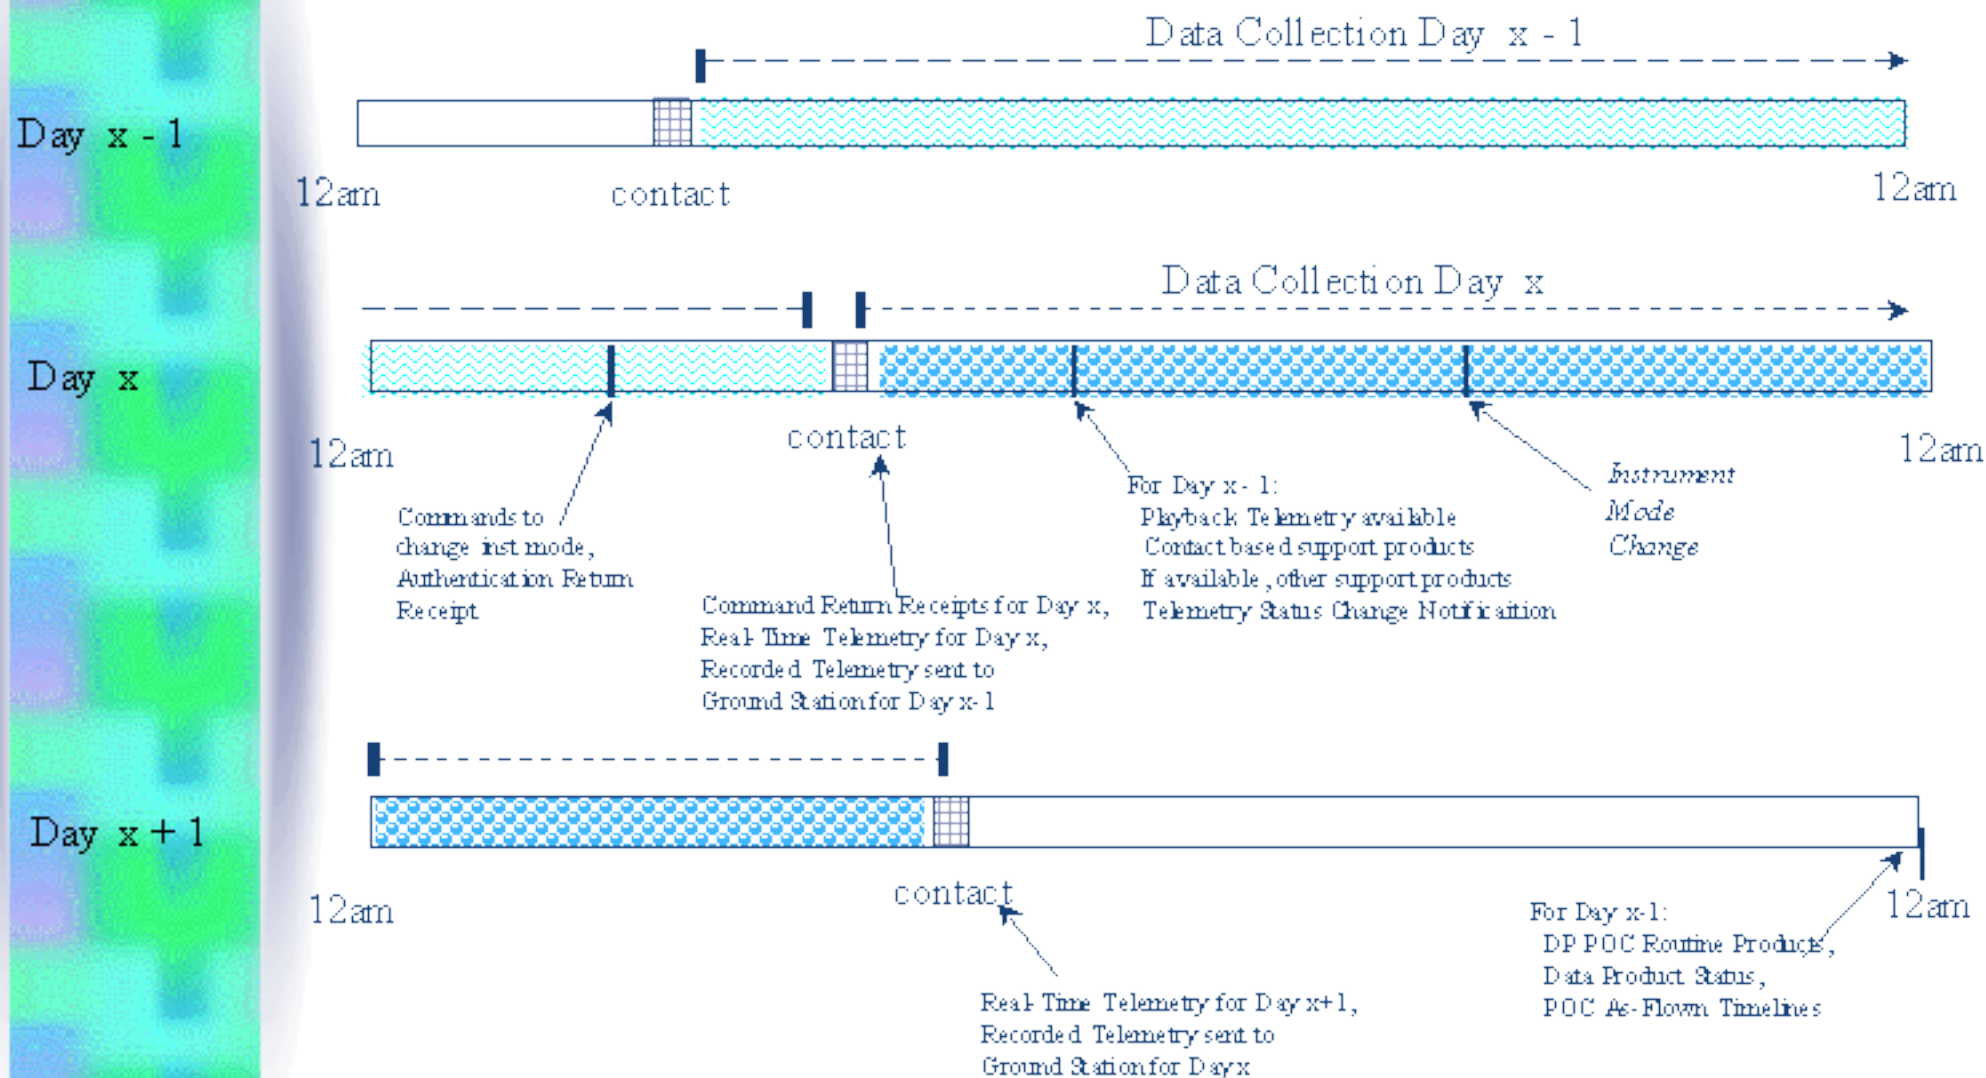 Data Collection Day x - 1
Day x - 1
12am
contact
12am
Data Collection Day x
Day x
12am
contact
12am
Commands to
change inst mode,
Authentication Return
Receipt
Command Return Receipts for Day x,
Real-Time Telemetry for Day x,
Recorded Telemetry sent to
Ground Station for Day x-1
For Day x - 1:
Playback Telemetry available
Contact based support products
If available, other support products
Telemetry Status Change Notificaition
Instrument
Mode
Change
Day x + 1
12am
contact
12am
Real-Time Telemetry for Day x+1,
Recorded Telemetry sent to
Ground Station for Day x
For Day x-1:
DP POC Routine Products,
Data Product Status,
POC As-Flown Timelines